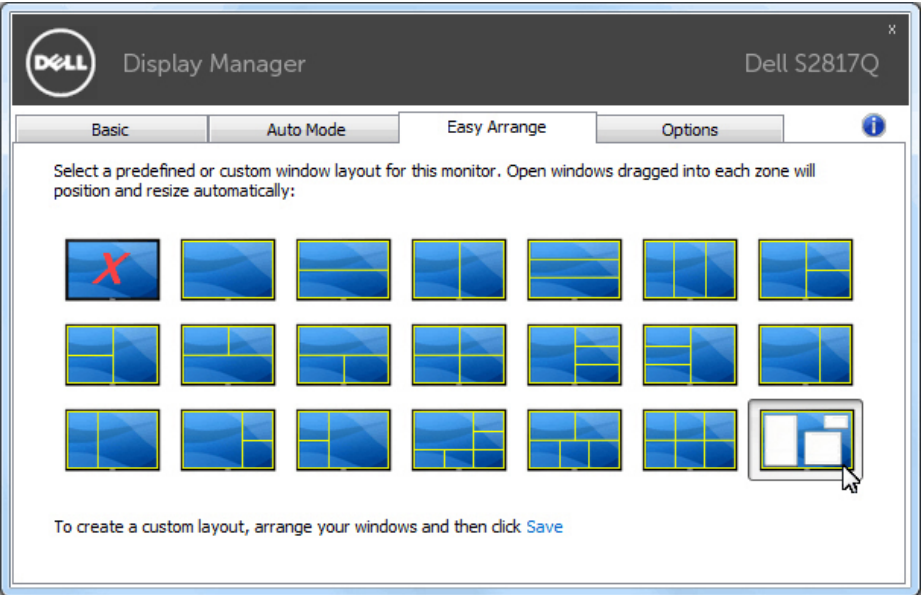 x
DELL
Display Manager
Dell S2817Q
Basic
Auto Mode
Easy Arrange
Options
i
Select a predefined or custom window layout for this monitor. Open windows dragged into each zone will
position and resize automatically:
X
To create a custom layout, arrange your windows and then click Save